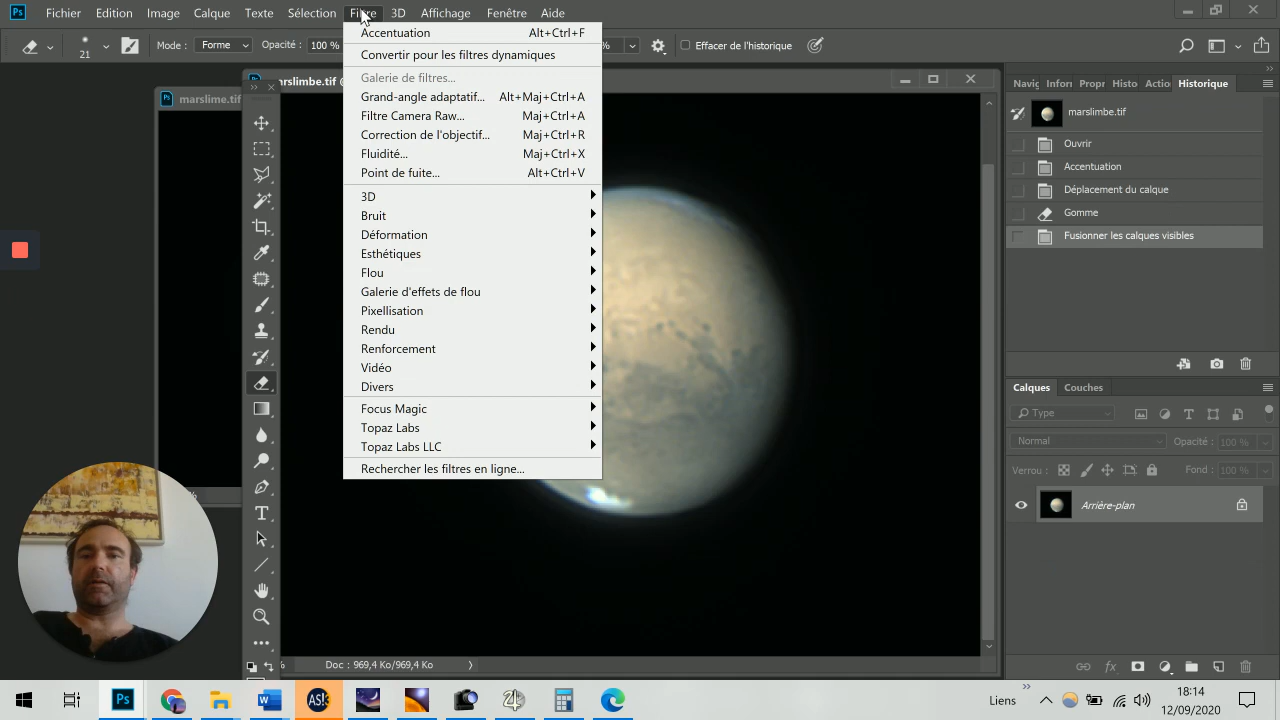 Ps Fichier Edition Image Calque Texte Sélection Filtre 3D Affichage Fenêtre Aide
21 Mode : Forme Opacité : 100 % % Effacer de l'historique
Accentuation Alt+Ctrl+F
Convertir pour les filtres dynamiques
Galerie de filtres...
Grand-angle adaptatif... Alt+Maj+Ctrl+A
Filtre Camera Raw... Maj+Ctrl+A
Correction de l'objectif... Maj+Ctrl+R
Fluidité... Maj+Ctrl+X
Point de fuite... Alt+Ctrl+V
3D
Bruit
Déformation
Esthétiques
Flou
Galerie d'effets de flou
Pixellisation
Rendu
Renforcement
Vidéo
Divers
Focus Magic
Topaz Labs
Topaz Labs LLC
Rechercher les filtres en ligne...
marslimbe.tif @
marslime.tif
Navig Inforr Propr Histo Actio Historique
marslimbe.tif
Ouvrir
Accentuation
Déplacement du calque
Gomme
Fusionner les calques visibles
Calques Couches
Type
Normal Opacité : 100 %
Verrou : Fond : 100 %
Arrière-plan
% Doc : 969,4 Ko/969,4 Ko
Ps W AS!3 Liens 18:14
12/09/2020